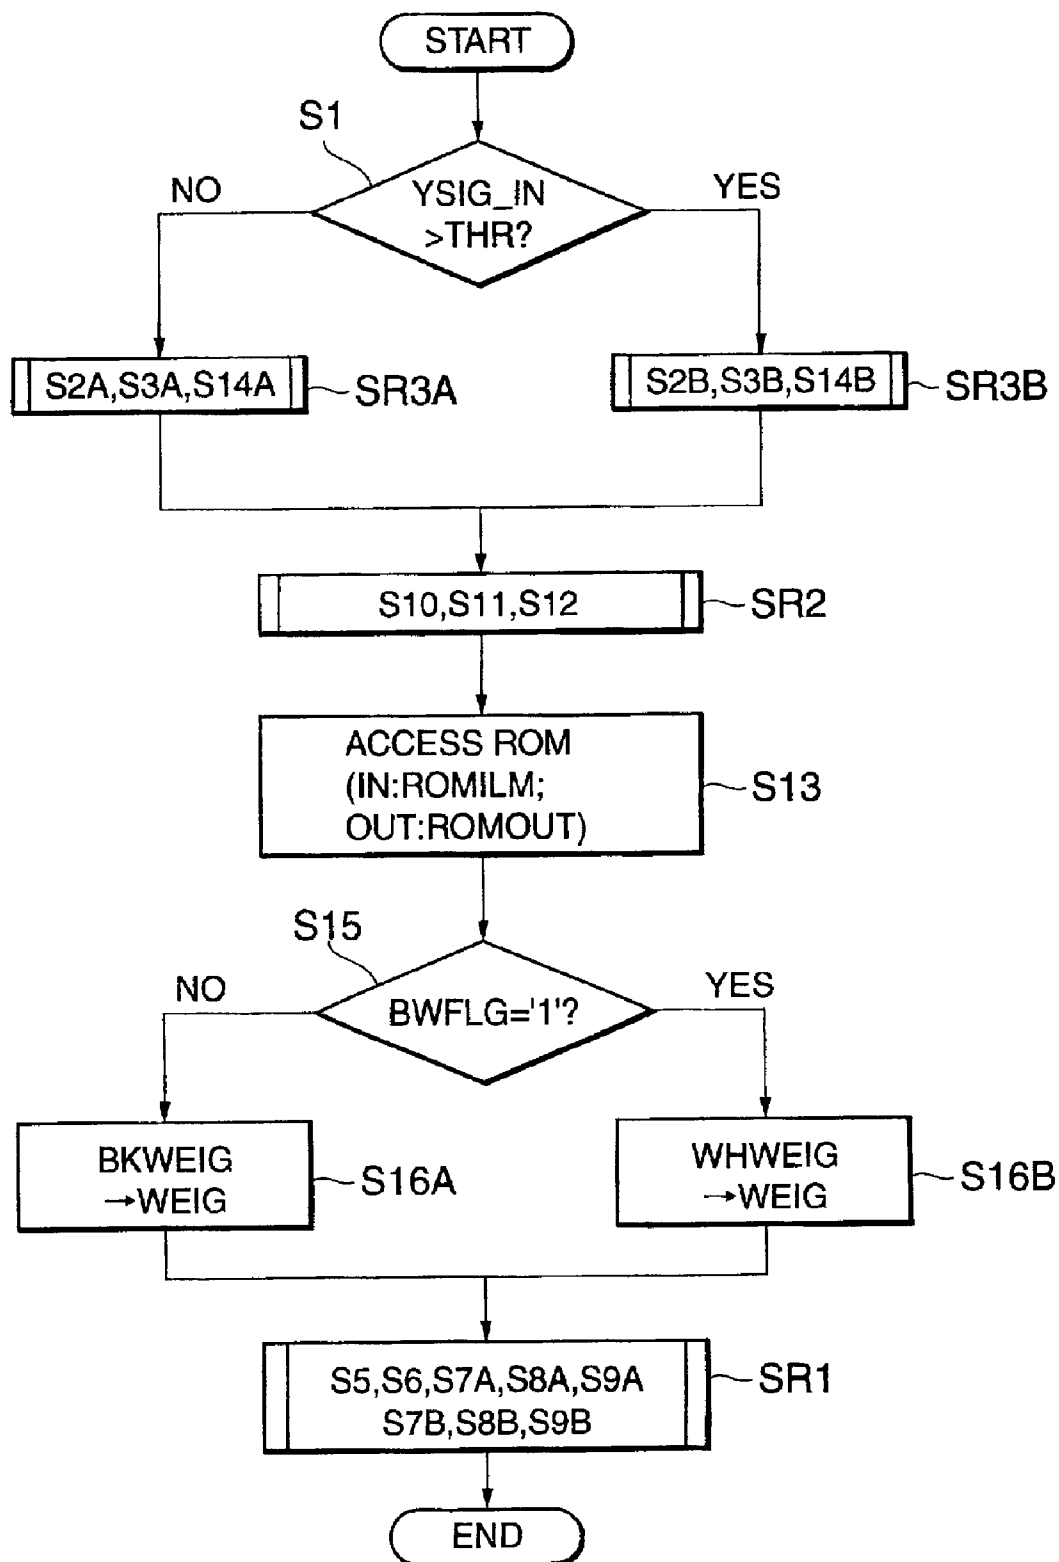 START
S1
NO
YES
YSIG_IN
>THR?
S2A,S3A,S14A
SR3A
S2B,S3B,S14B
SR3B
S10,S11,S12
SR2
ACCESS ROM
(IN:ROMILM;
OUT:ROMOUT)
S13
S15
NO
YES
BWFLG='1'?
BKWEIG
→WEIG
S16A
WHWEIG
→WEIG
S16B
S5,S6,S7A,S8A,S9A
S7B,S8B,S9B
SR1
END